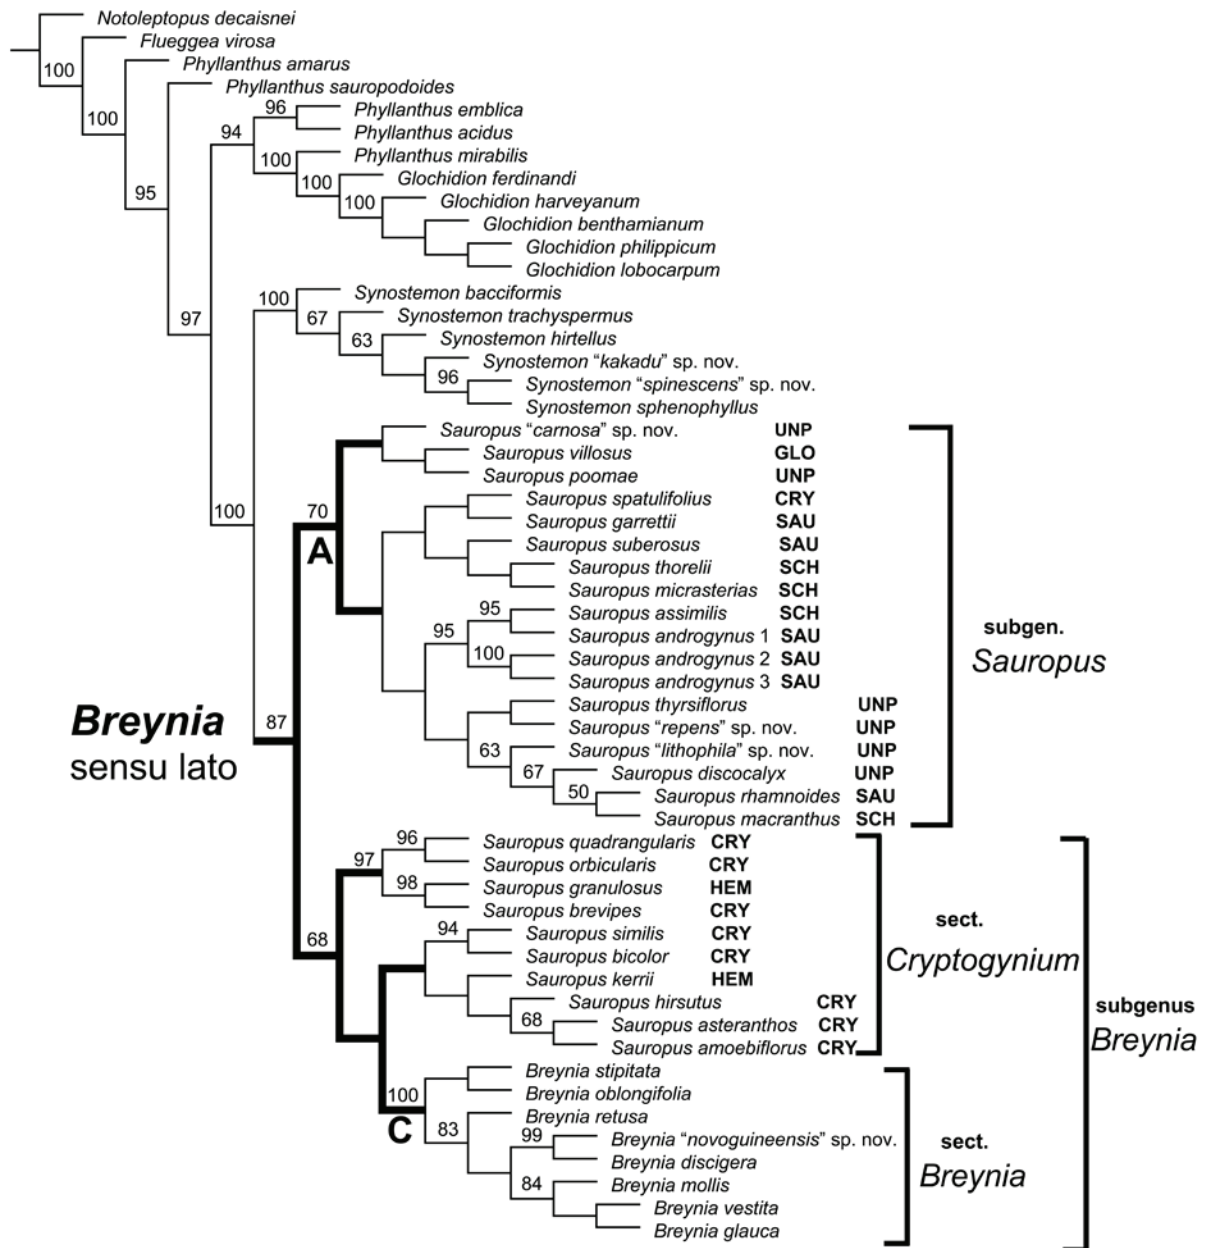 Notoleptopus decaisnei
Flueggea virosa
100
Phyllanthus amarus
100
Phyllanthus sauropodoides
95
96 Phyllanthus emblica
94
Phyllanthus acidus
100 Phyllanthus mirabilis
100 Glochidion ferdinandi
100 Glochidion harveyanum
Glochidion benthamianum
Glochidion philippicum
Glochidion lobocarpum
97
100 Synostemon bacciformis
67 Synostemon trachyspermus
63 Synostemon hirtellus
Synostemon “kakadu” sp. nov.
96 Synostemon “spinescens” sp. nov.
Synostemon sphenophyllus
100
Sauropus “carnosa” sp. nov. UNP
Sauropus villosus GLO
Sauropus poomae UNP
70
A
Sauropus spatulifolius CRY
Sauropus garrettii SAU
Sauropus suberosus SAU
Sauropus thorelii SCH
Sauropus micrasterias SCH
95 Sauropus assimilis SCH
95
Sauropus androgynus 1 SAU
100 Sauropus androgynus 2 SAU
Sauropus androgynus 3 SAU
Sauropus thyrsiflorus UNP
Sauropus “repens” sp. nov. UNP
63 Sauropus “lithophila” sp. nov. UNP
67 Sauropus discocalyx UNP
50 Sauropus rhamnoides SAU
Sauropus macranthus SCH
subgen.
Sauropus
Breynia
sensu lato
87
96 Sauropus quadrangularis CRY
97
Sauropus orbicularis CRY
98 Sauropus granulosus HEM
Sauropus brevipes CRY
68
94 Sauropus similis CRY
Sauropus bicolor CRY
Sauropus kerrii HEM
Sauropus hirsutus CRY
68 Sauropus asteranthos CRY
Sauropus amoebiflorus CRY
sect.
Cryptogynium
subgenus
Breynia
100
C
Breynia stipitata
Breynia oblongifolia
83 Breynia retusa
99 Breynia “novoguineensis” sp. nov.
Breynia discigera
84 Breynia mollis
Breynia vestita
Breynia glauca
sect.
Breynia